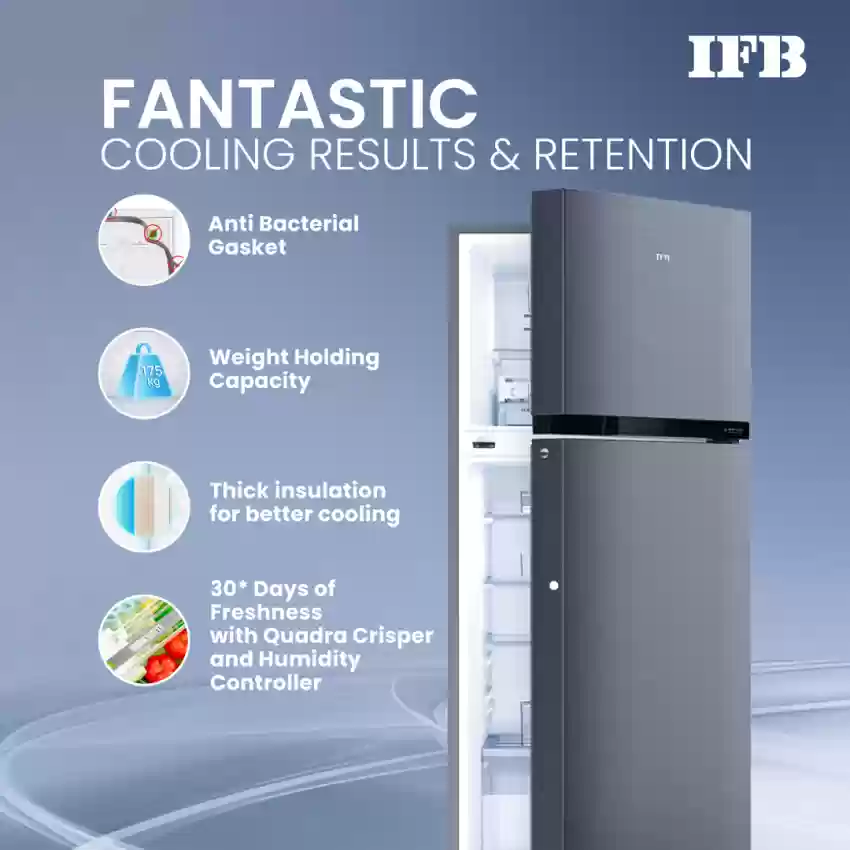 IFB
FANTASTIC
COOLING RESULTS & RETENTION
Anti Bacterial
Gasket
175
kg
Weight Holding
Capacity
Thick insulation
for better cooling
30* Days of
Freshness
with Quadra Crisper
and Humidity
Controller
IFB